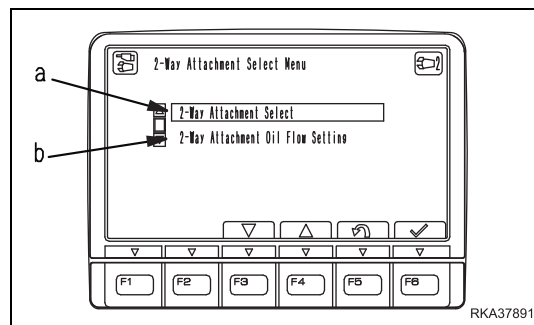 2-Way Attachment Select Menu
2
a
2-Way Attachment Select
b
2-Way Attachment Oil Flow Setting
F1 F2 F3 F4 F5 F6
RKA37891